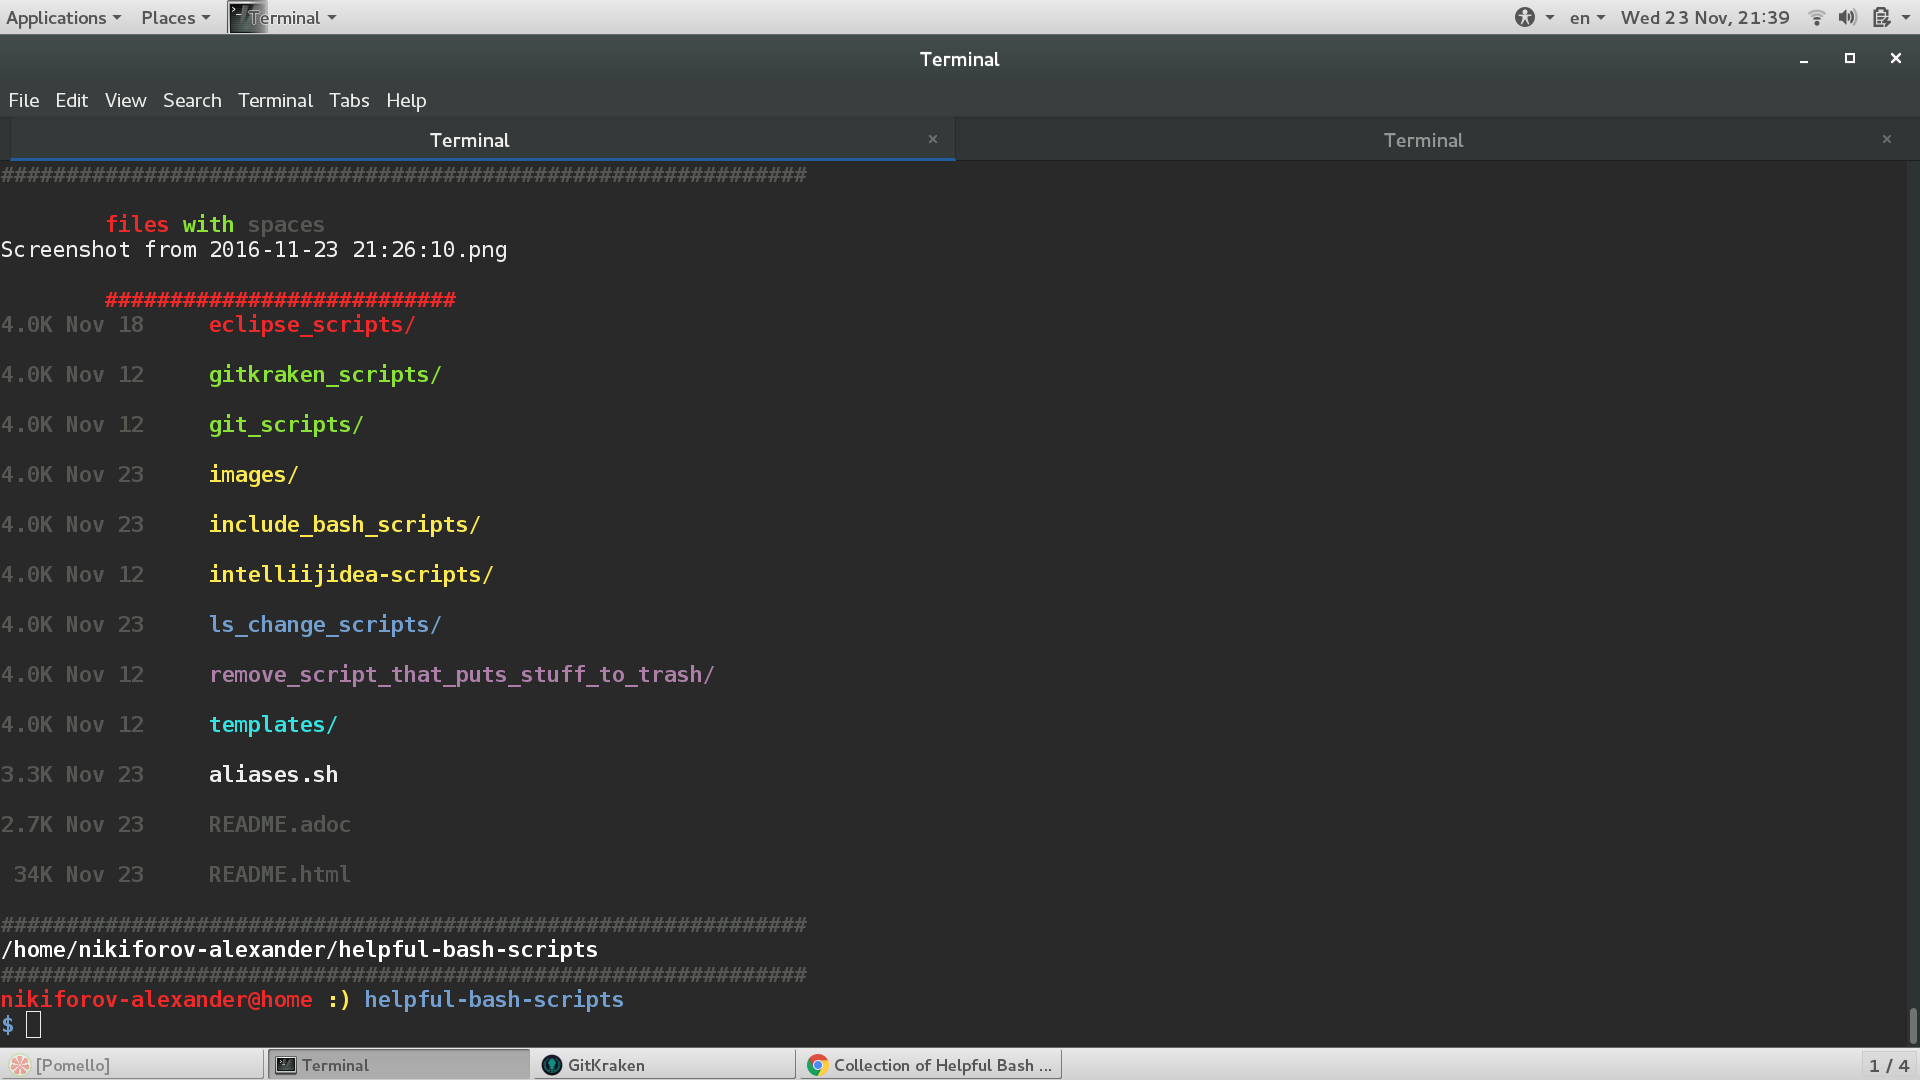 Applications Places Terminal en Wed 23 Nov, 21:39
Terminal
File Edit View Search Terminal Tabs Help
Terminal × Terminal ×
##############################################################
files with spaces
Screenshot from 2016-11-23 21:26:10.png
###########################
4.0K Nov 18 eclipse_scripts/
4.0K Nov 12 gitkraken_scripts/
4.0K Nov 12 git_scripts/
4.0K Nov 23 images/
4.0K Nov 23 include_bash_scripts/
4.0K Nov 12 intelliijidea-scripts/
4.0K Nov 23 ls_change_scripts/
4.0K Nov 12 remove_script_that_puts_stuff_to_trash/
4.0K Nov 12 templates/
3.3K Nov 23 aliases.sh
2.7K Nov 23 README.adoc
34K Nov 23 README.html
##############################################################
/home/nikiforov-alexander/helpful-bash-scripts
##############################################################
nikiforov-alexander@home :) helpful-bash-scripts
$
[Pomello] Terminal GitKraken Collection of Helpful Bash ... 1 / 4